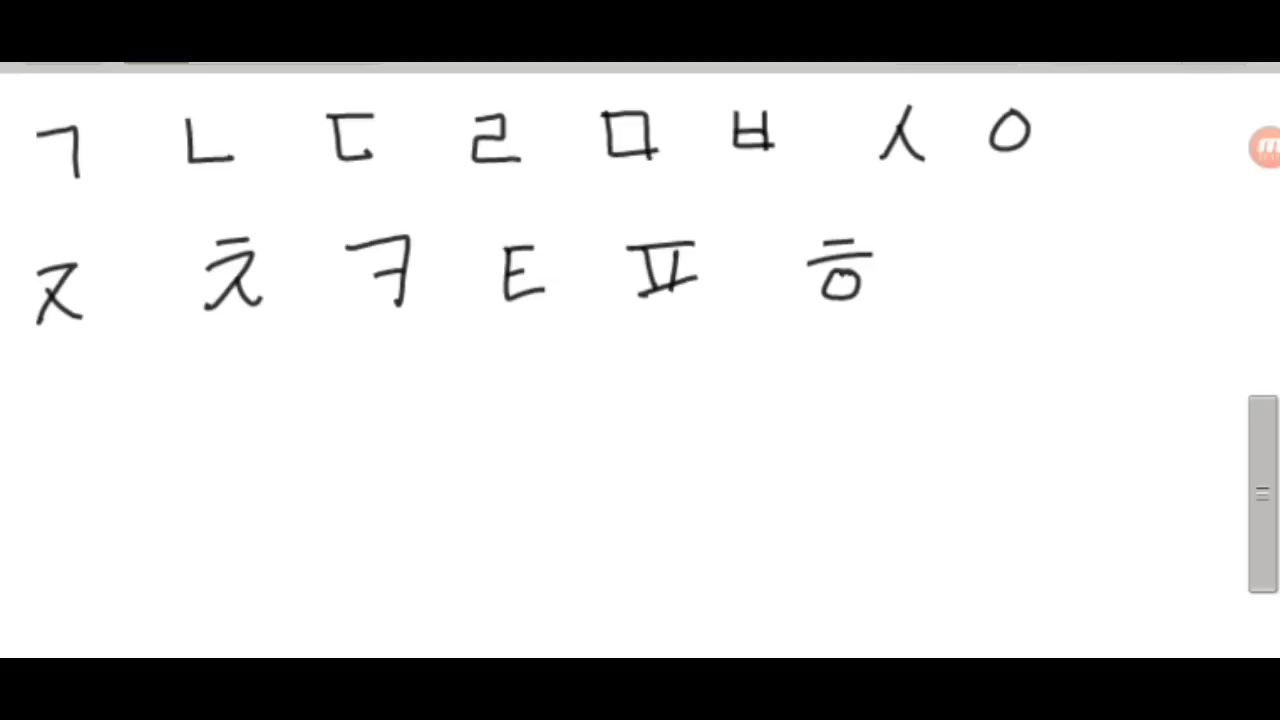 ㄱ ㄴ ㄷ ㄹ ㅁ ㅂ ㅅ ㅇ
ㅈ ㅊ ㅋ ㅌ ㅍ ㅎ